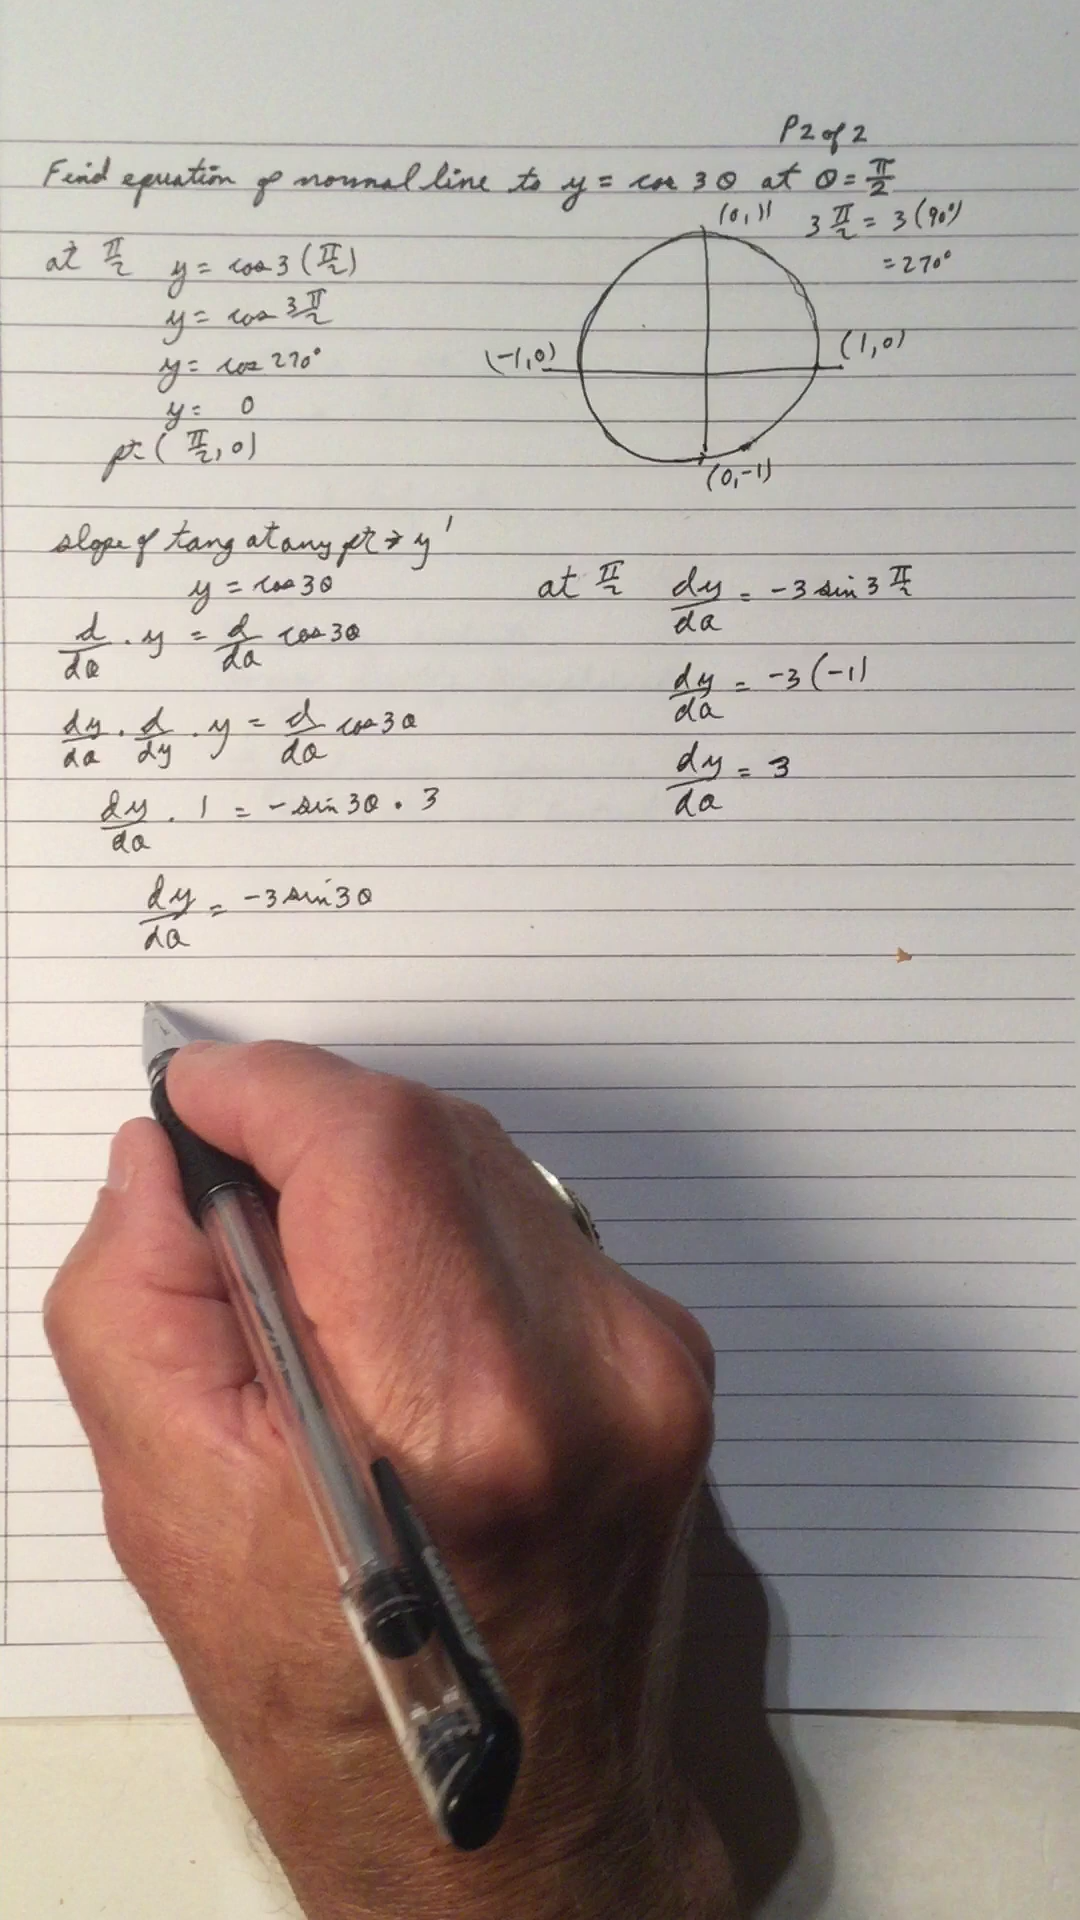 P2 of 2
Find equation of normal line to y = cos 3θ at θ = π/2
(0,1) 3 π/2 = 3 (90°)
= 270°
at π/2 y = cos 3 (π/2)
y = cos 3π/2
y = cos 270°
(-1,0) (1,0)
y = 0
pt = ( π/2, 0)
(0,-1)
slope of tang at any pt → y'
y = cos 3θ
d/dθ . y = d/dθ cos 3θ
dy/dθ . d/dy . y = d/dθ cos 3θ
dy/dθ . 1 = - sin 3θ • 3
dy/dθ = -3 sin 3θ
at π/2 dy/dθ = -3 sin 3 π/2
dy/dθ = -3 (-1)
dy/dθ = 3